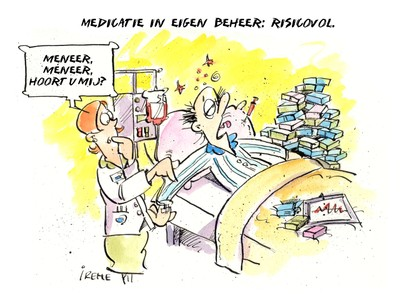 MEDICATIE IN EIGEN BEHEER: RISICOVOL.
MENEER,
MENEER,
HOORT U MIJ?
IRENE